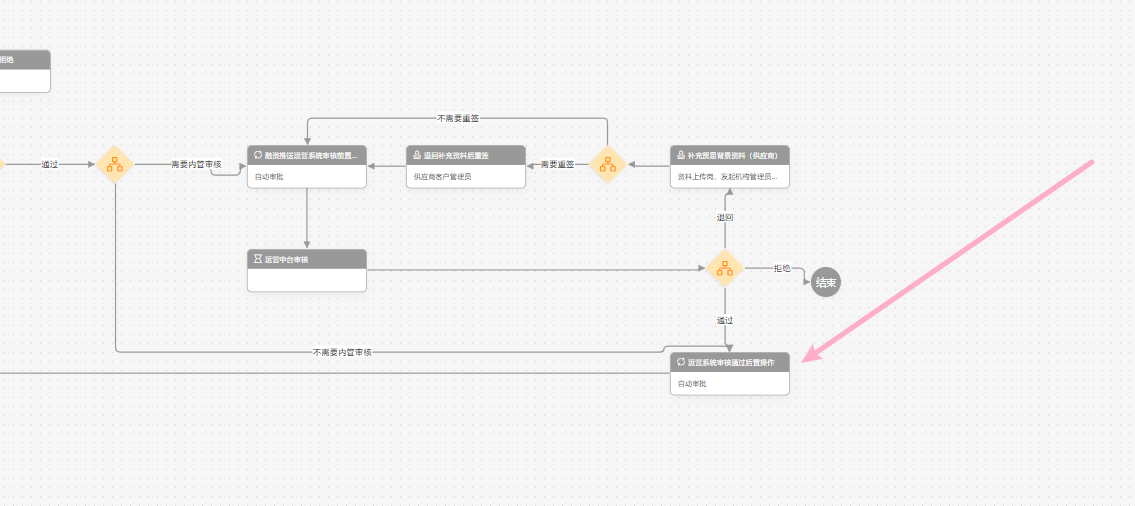 拒绝
不需要重签
融资推送运营系统审核前置...
自动审批
退回补充资料后重签
供应商客户管理员
补充贸易背景资料（供应商）
资料上传岗、发起机构管理员...
通过
需要内管审核
需要重签
退回
运营中台审核
拒绝
结束
通过
不需要内管审核
运营系统审核通过后置操作
自动审批